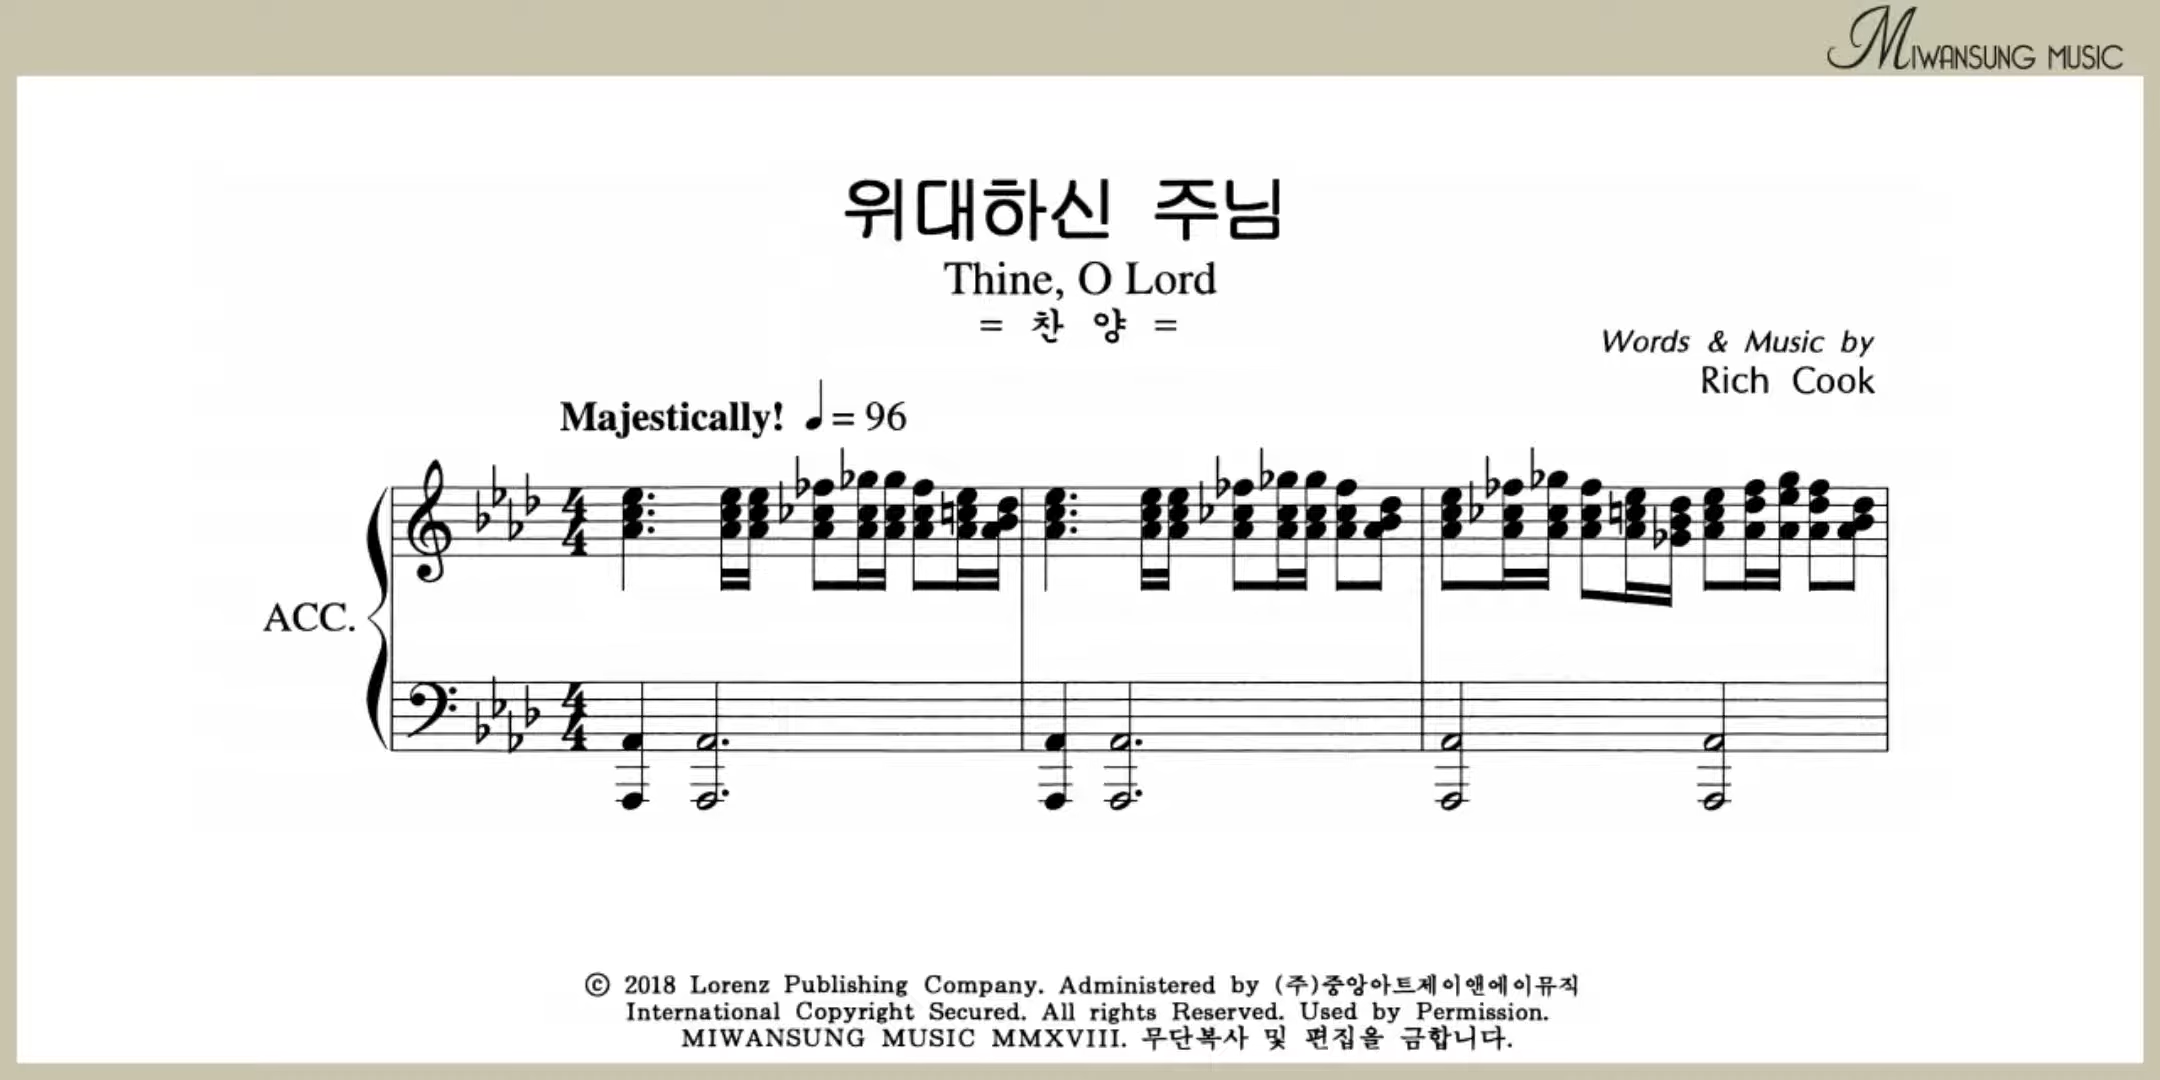 MIWANSUNG MUSIC
위대하신 주님
Thine, O Lord
= 찬 양 =
Words & Music by
Rich Cook
Majestically! ♩= 96
ACC.
© 2018 Lorenz Publishing Company. Administered by (주)중앙아트제이앤에이뮤직
International Copyright Secured. All rights Reserved. Used by Permission.
MIWANSUNG MUSIC MMXVIII. 무단복사 및 편집을 금합니다.